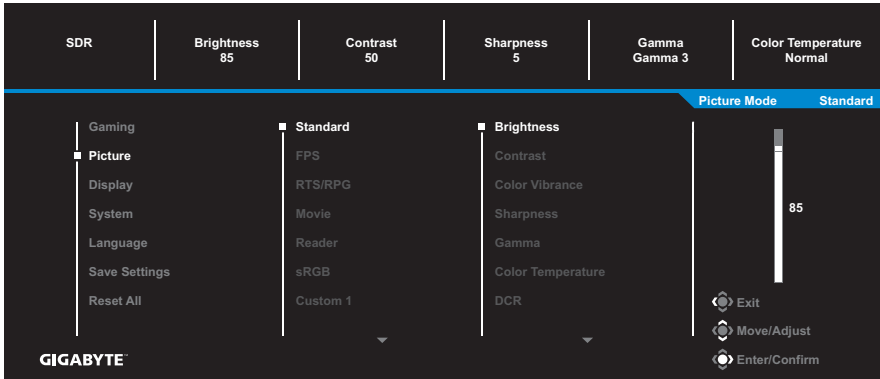 SDR
Brightness
85
Contrast
50
Sharpness
5
Gamma
Gamma 3
Color Temperature
Normal
Picture Mode Standard
Gaming
Picture
Display
System
Language
Save Settings
Reset All
Standard
FPS
RTS/RPG
Movie
Reader
sRGB
Custom 1
Brightness
Contrast
Color Vibrance
Sharpness
Gamma
Color Temperature
DCR
85
Exit
Move/Adjust
Enter/Confirm
GIGABYTE™